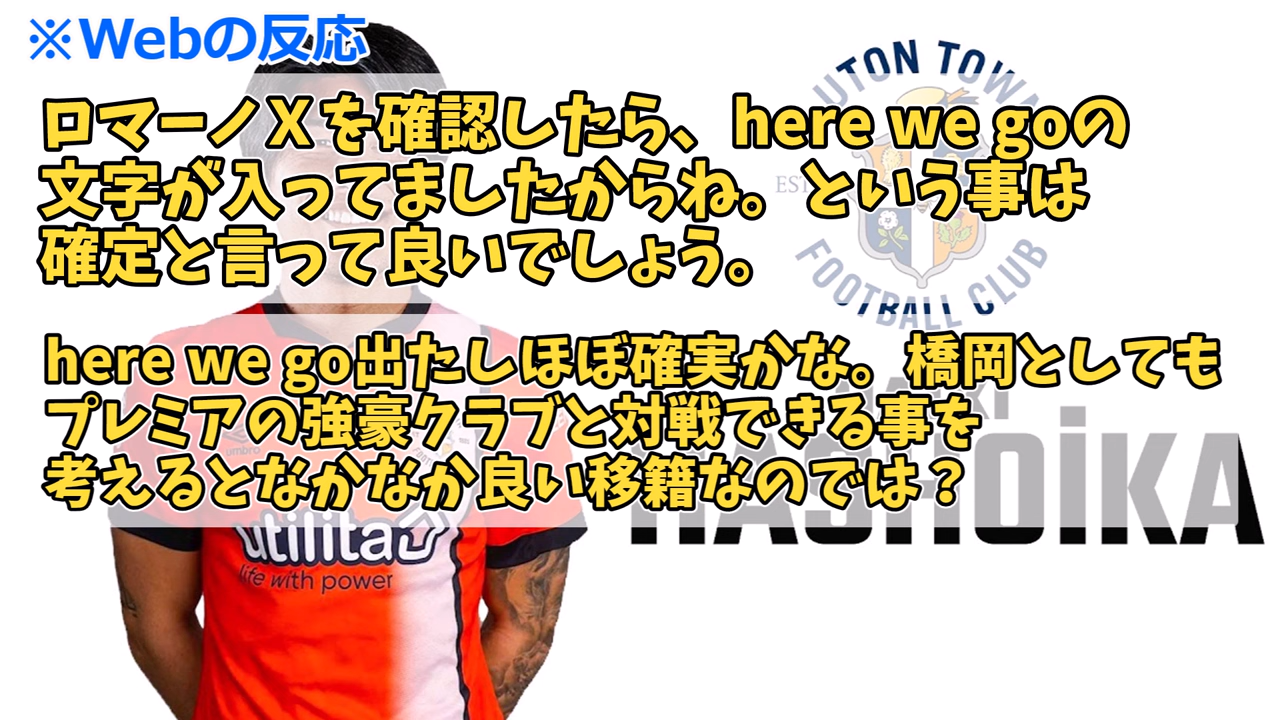 ※Webの反応
ロマーノXを確認したら、here we goの
文字が入ってましたからね。という事は
確定と言って良いでしょう。
here we go出たしほぼ確実かな。橋岡としても
プレミアの強豪クラブと対戦できる事を
考えるとなかなか良い移籍なのでは？
UTON TOWN
EST
FOOTBALL CLUB
HASHOiKA
umbro
utilita
life with power